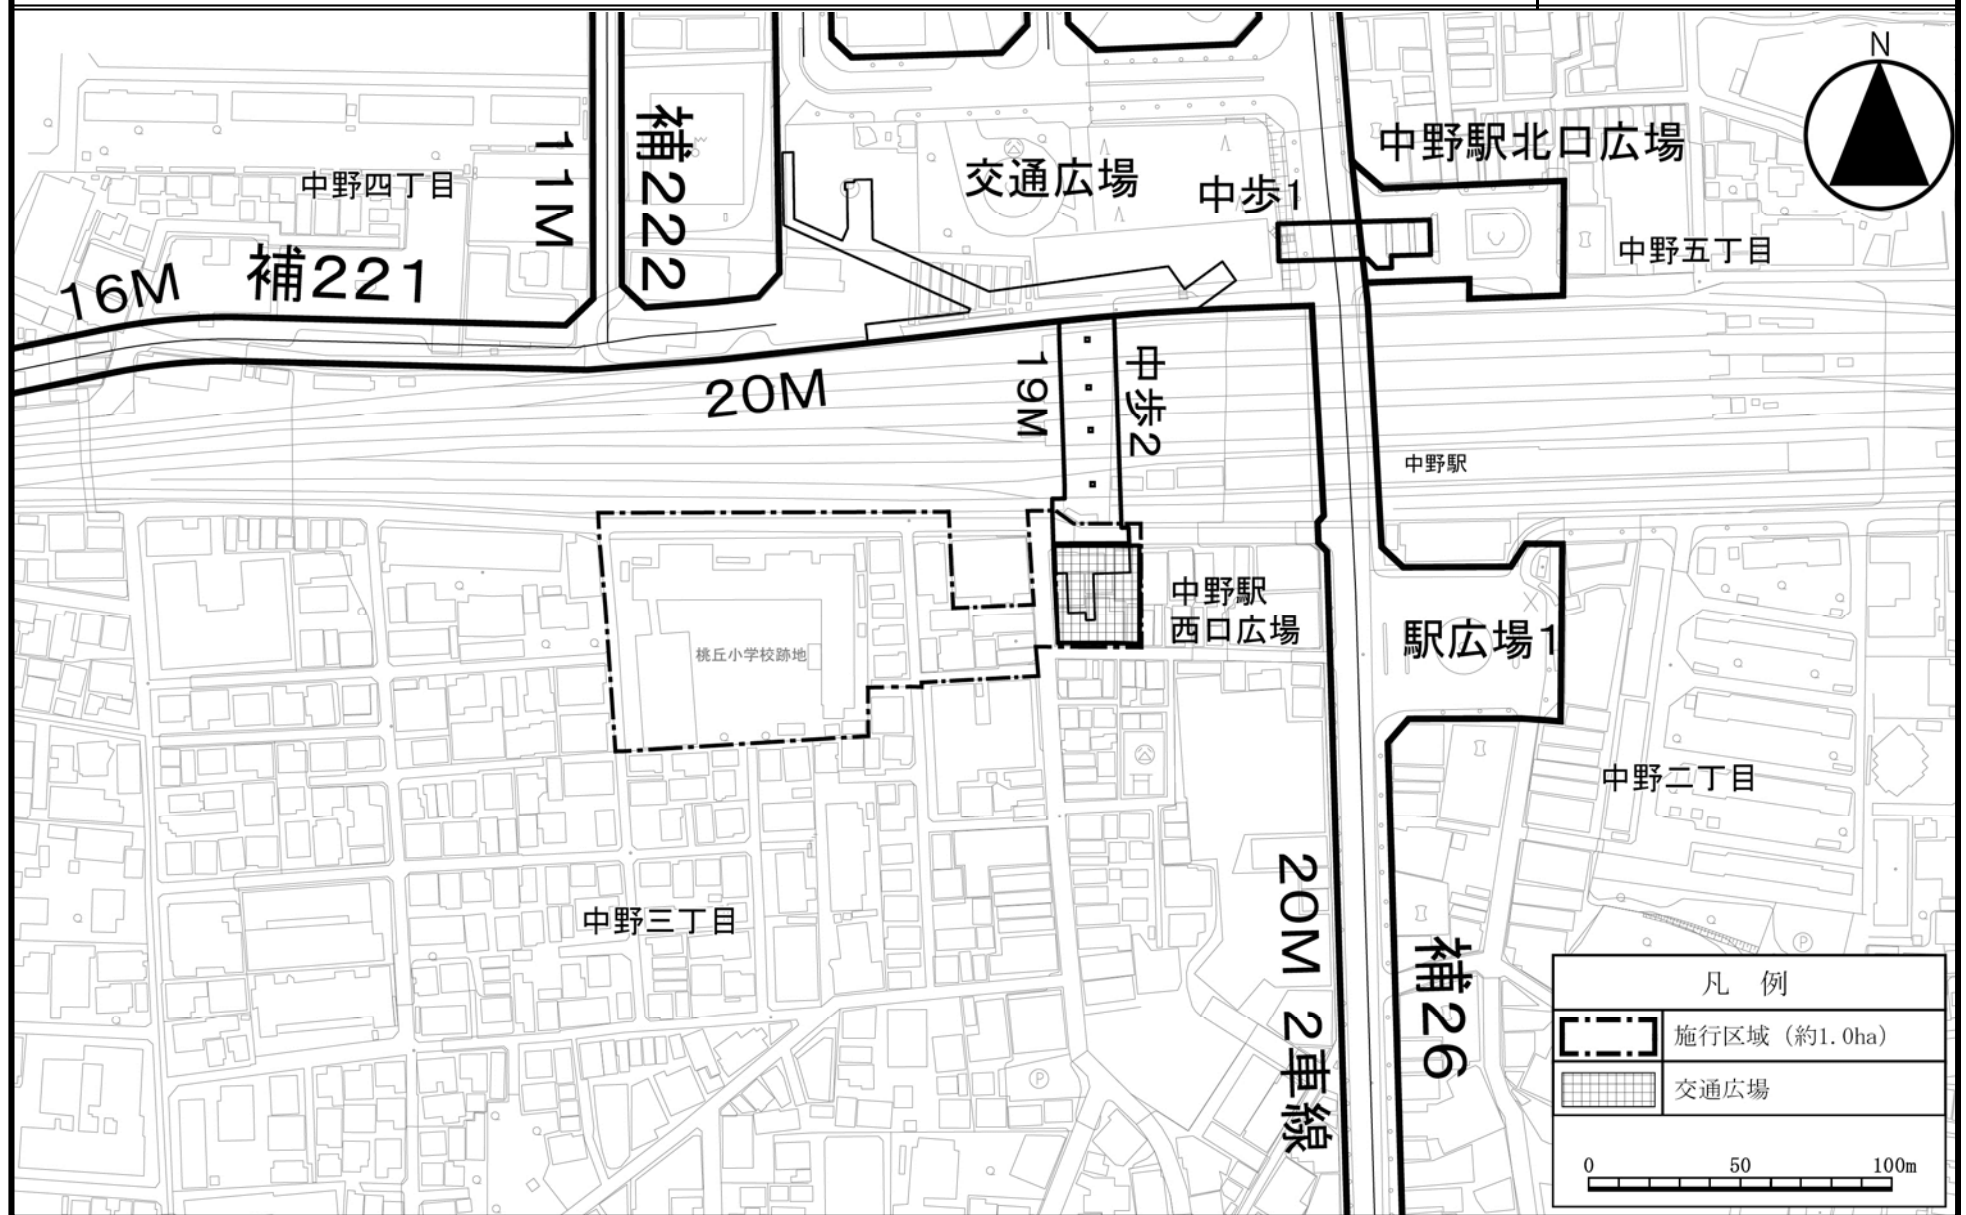 N
中野駅北口広場
補222
11M
交通広場
中歩1
中野四丁目
中野五丁目
補221
16M
20M
19M
中歩2
中野駅
中野駅
西口広場
駅広場1
桃丘小学校跡地
中野二丁目
中野三丁目
20M 2車線
補26
P
P
凡 例
施行区域（約1.0ha）
交通広場
0 50 100m